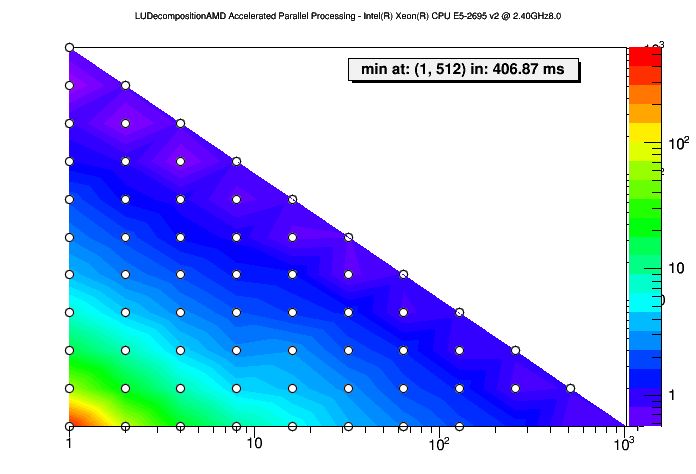 LUDecompositionAMD Accelerated Parallel Processing - Intel(R) Xeon(R) CPU E5-2695 v2 @ 2.40GHz8.0
min at: (1, 512) in: 406.87 ms
10³
10²
10
1
1 10 10² 10³